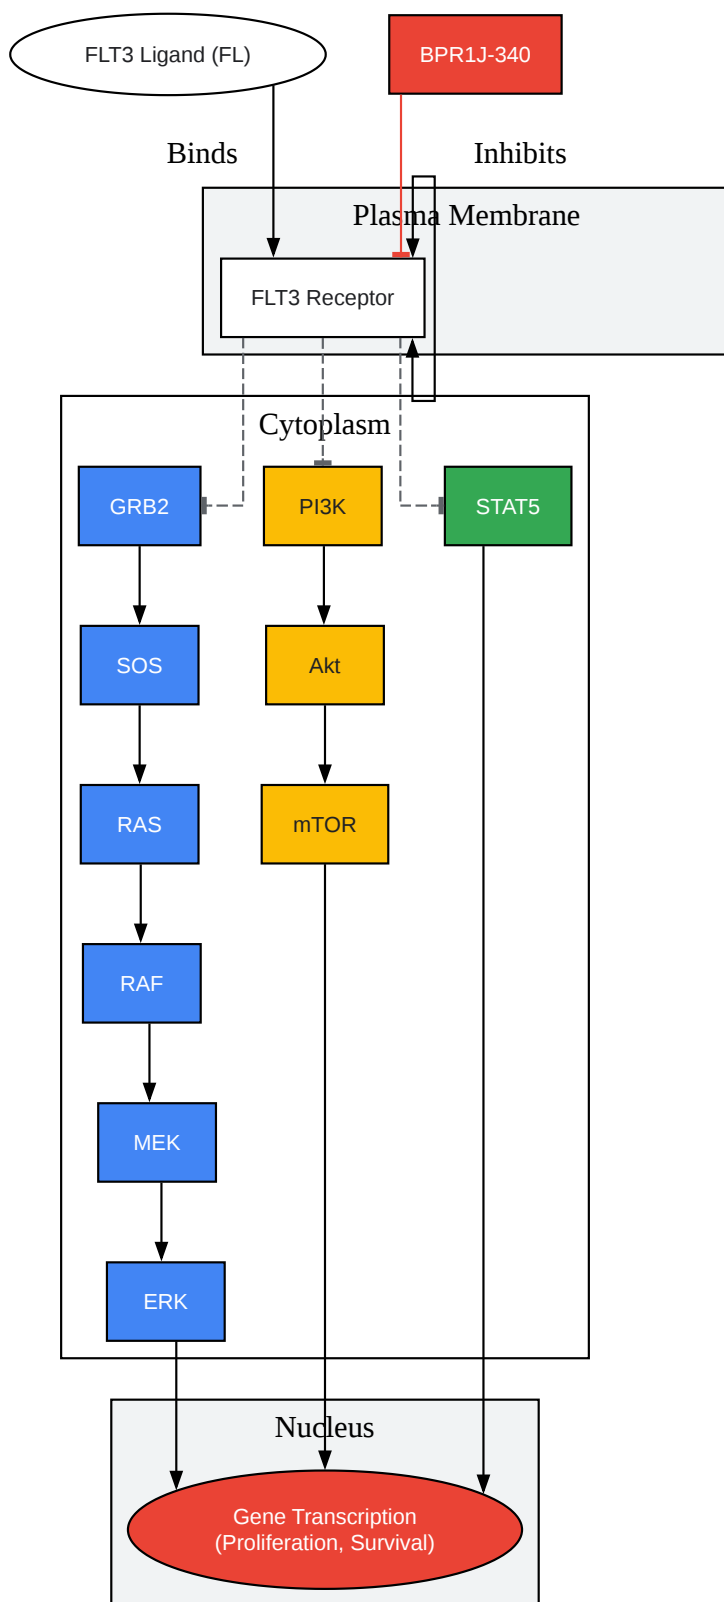 FLT3 Ligand (FL)
BPR1J-340
Binds
Inhibits
Plasma Membrane
FLT3 Receptor
Cytoplasm
GRB2
PI3K
STAT5
SOS
Akt
RAS
mTOR
RAF
MEK
ERK
Nucleus
Gene Transcription
(Proliferation, Survival)